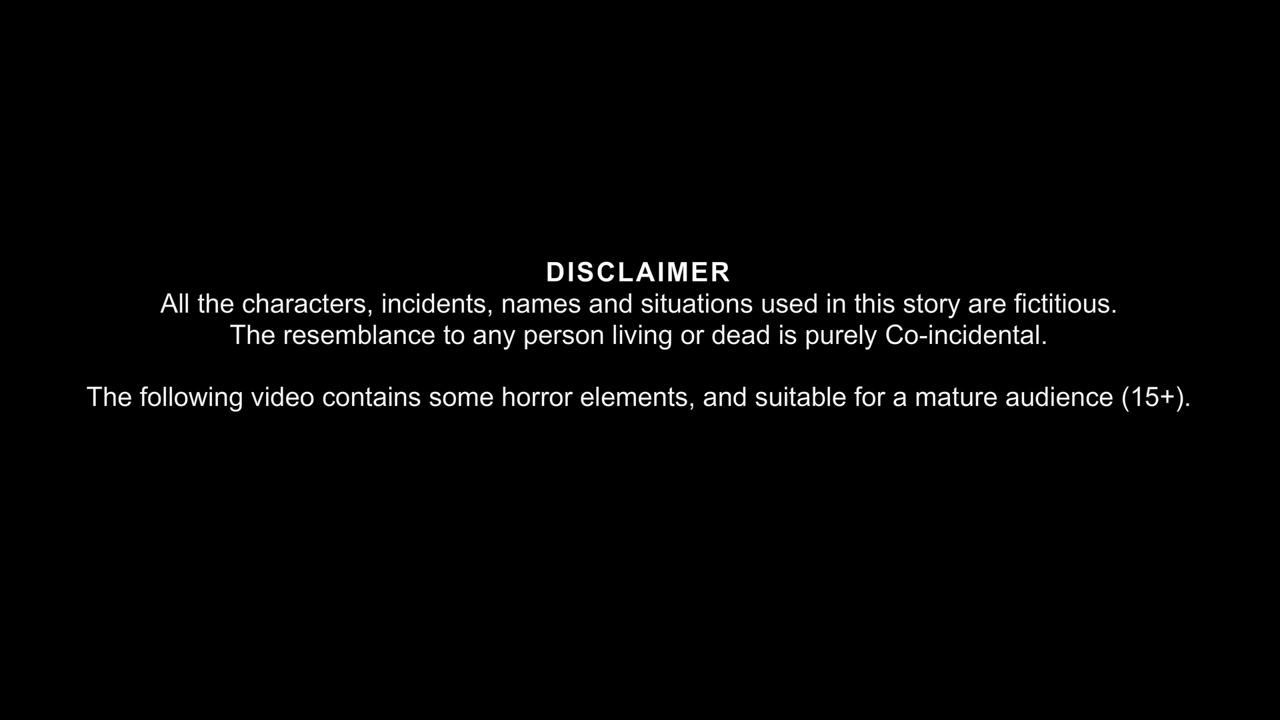 DISCLAIMER
All the characters, incidents, names and situations used in this story are fictitious.
The resemblance to any person living or dead is purely Co-incidental.
The following video contains some horror elements, and suitable for a mature audience (15+).